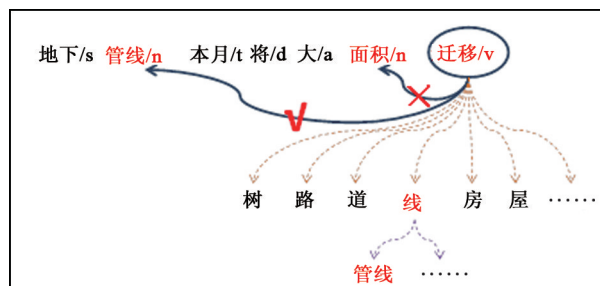 地下/s 管线/n 本月/t 将/d 大/a 面积/n 迁移/v
树 路 道 线 房 屋 ……
管线 ……